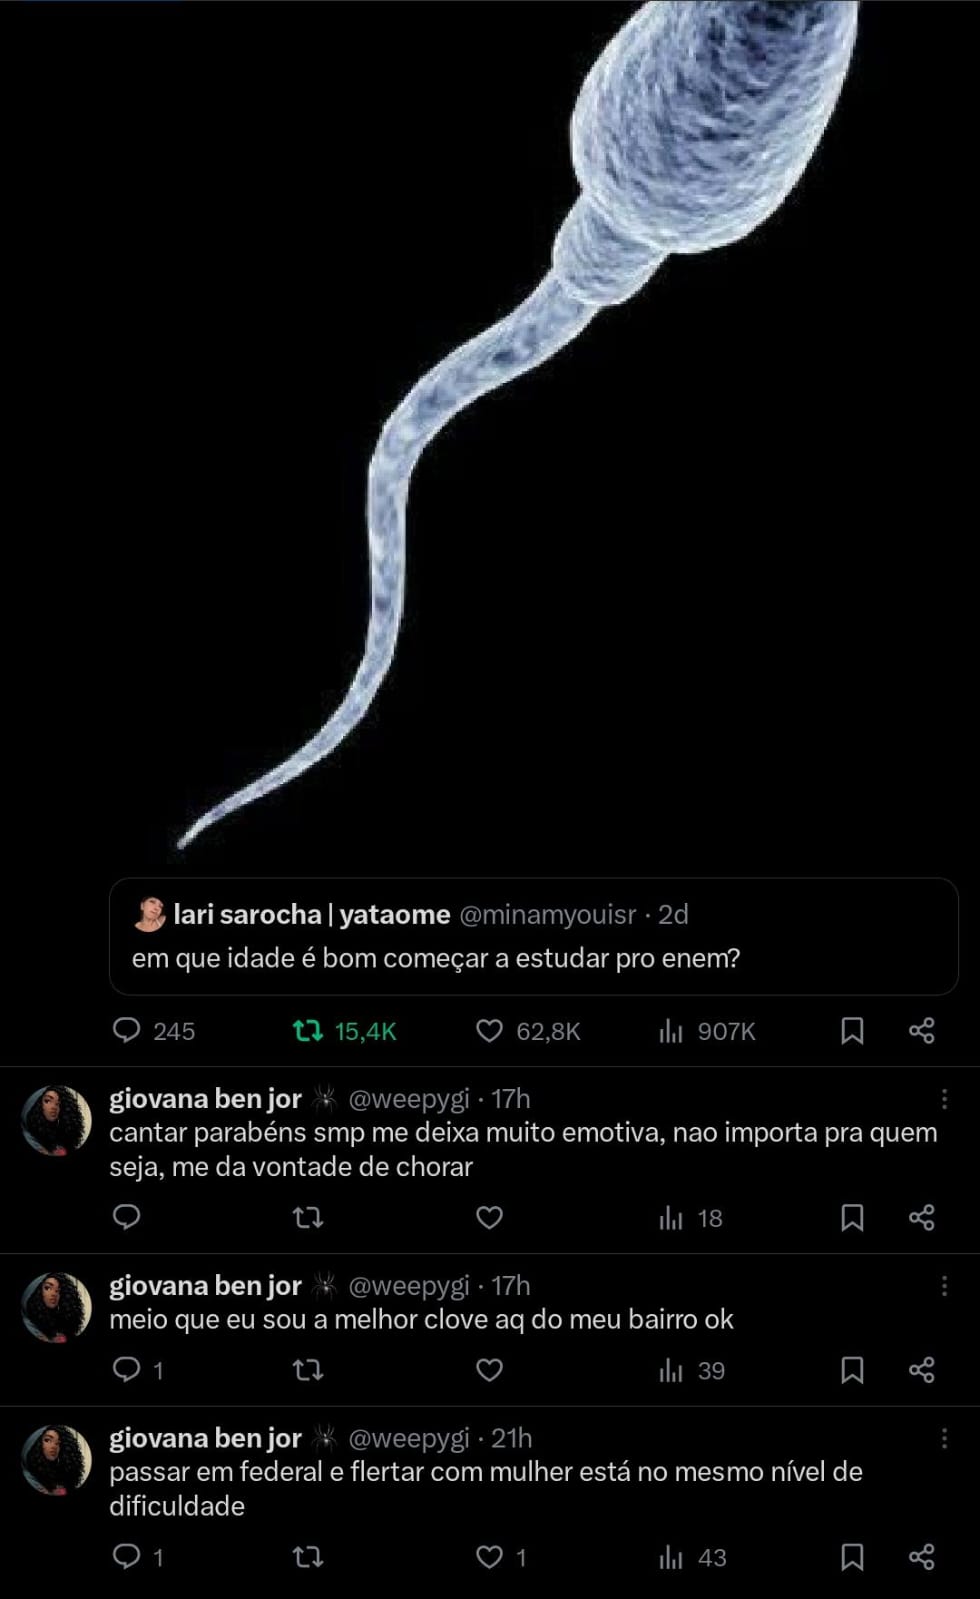 lari sarocha | yataome @minamyouisr · 2d
em que idade é bom começar a estudar pro enem?
245 15,4K 62,8K 907K
giovana ben jor 🕷 @weepygi · 17h
cantar parabéns smp me deixa muito emotiva, nao importa pra quem
seja, me da vontade de chorar
18
giovana ben jor 🕷 @weepygi · 17h
meio que eu sou a melhor clove aq do meu bairro ok
1 39
giovana ben jor 🕷 @weepygi · 21h
passar em federal e flertar com mulher está no mesmo nível de
dificuldade
1 1 43